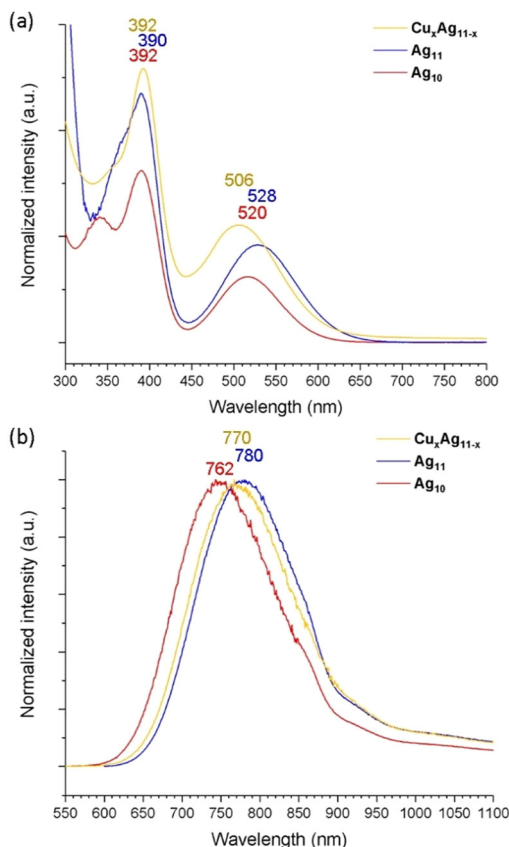 (a)
392
390
392
506
528
520
CuₓAg₁₁₋ₓ
Ag₁₁
Ag₁₀
Normalized intensity (a.u.)
300 350 400 450 500 550 600 650 700 750 800
Wavelength (nm)
(b)
770
780
762
CuₓAg₁₁₋ₓ
Ag₁₁
Ag₁₀
Normalized intensity (a.u.)
550 600 650 700 750 800 850 900 950 1000 1050 1100
Wavelength (nm)